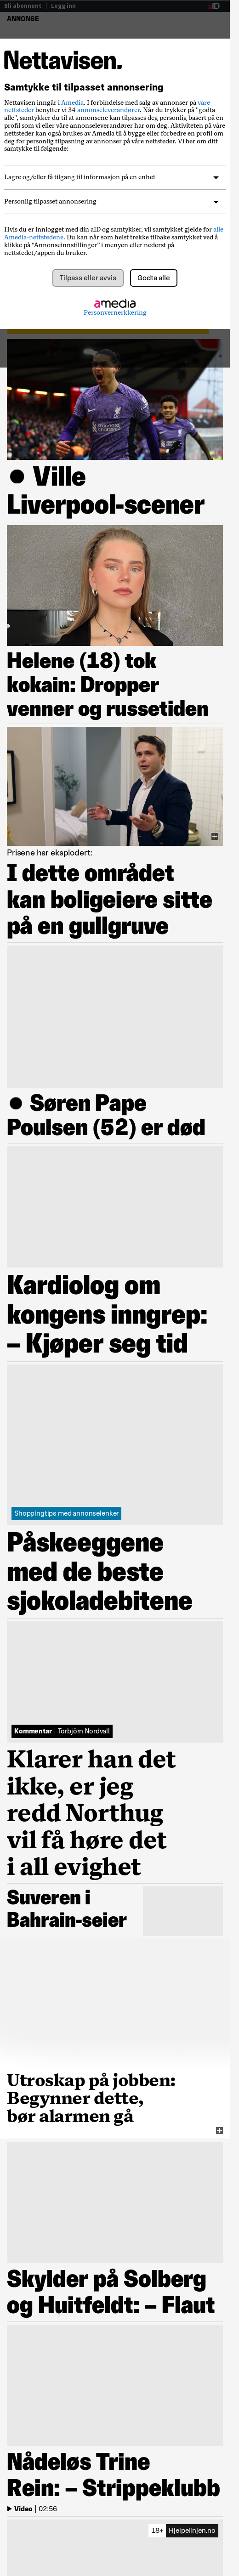 Bli abonnent | Logg inn
ANNONSE
Nettavisen.
Samtykke til tilpasset annonsering
Nettavisen inngår i Amedia. I forbindelse med salg av annonser på våre
nettsteder benytter vi 34 annonseleverandører. Når du trykker på "godta
alle", samtykker du til at annonsene kan tilpasses deg personlig basert på en
profil vi eller våre annonseleverandører har om deg. Aktiviteten på våre
nettsteder kan også brukes av Amedia til å bygge eller forbedre en profil om
deg for personlig tilpasning av annonser på våre nettsteder. Vi ber om ditt
samtykke til følgende:
Lagre og/eller få tilgang til informasjon på en enhet
Personlig tilpasset annonsering
Hvis du er innlogget med din aID og samtykker, vil samtykket gjelde for alle
Amedia-nettstedene. Du kan når som helst trekke tilbake samtykket ved å
klikke på “Annonseinnstillinger” i menyen eller nederst på
nettstedet/appen du bruker.
Tilpass eller avvis
Godta alle
amedia
Personvernerklæring
● Ville
Liverpool-scener
Helene (18) tok
kokain: Dropper
venner og russetiden
Prisene har eksplodert:
I dette området
kan boligeiere sitte
på en gullgruve
● Søren Pape
Poulsen (52) er død
Kardiolog om
kongens inngrep:
– Kjøper seg tid
Shoppingtips med annonselenker
Påskeeggene
med de beste
sjokoladebitene
Kommentar | Torbjörn Nordvall
Klarer han det
ikke, er jeg
redd Northug
vil få høre det
i all evighet
Suveren i
Bahrain-seier
Utroskap på jobben:
Begynner dette,
bør alarmen gå
Skylder på Solberg
og Huitfeldt: – Flaut
Nådeløs Trine
Rein: – Strippeklubb
Video | 02:56
18+ Hjelpelinjen.no